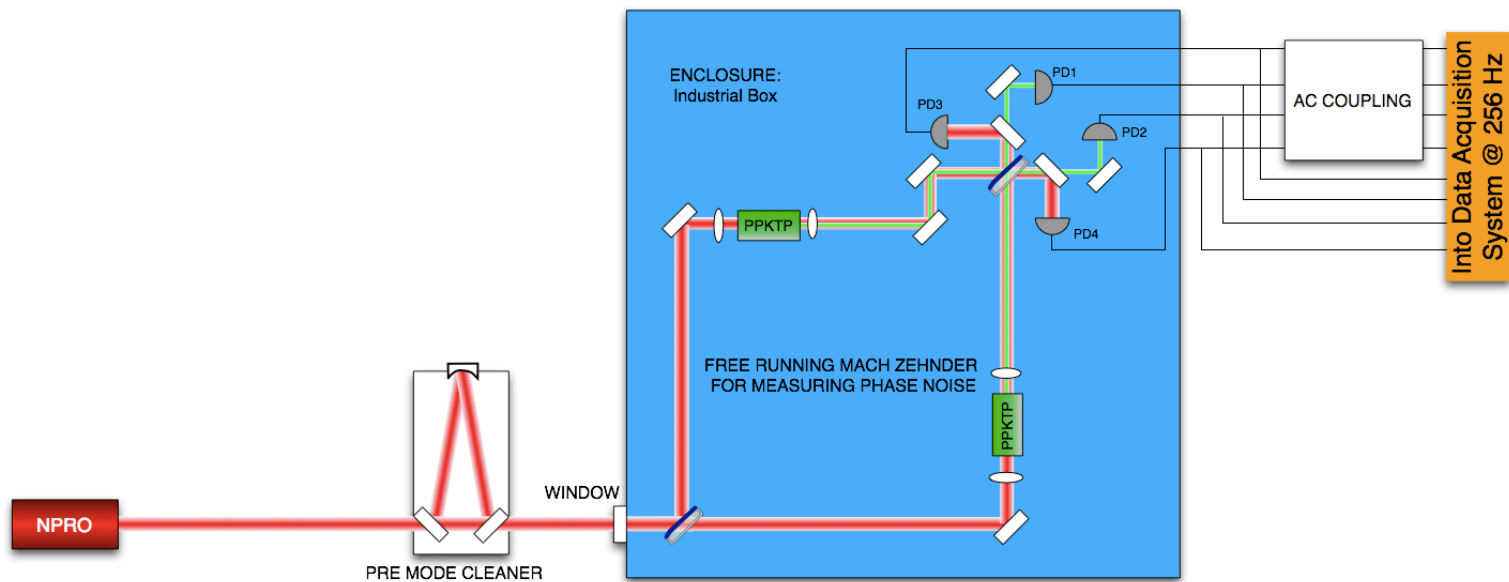 ENCLOSURE:
Industrial Box
PD1
PD3
PD2
AC COUPLING
Into Data Acquisition
System @ 256 Hz
PPKTP
PD4
FREE RUNNING MACH ZEHNDER
FOR MEASURING PHASE NOISE
PPKTP
WINDOW
NPRO
PRE MODE CLEANER